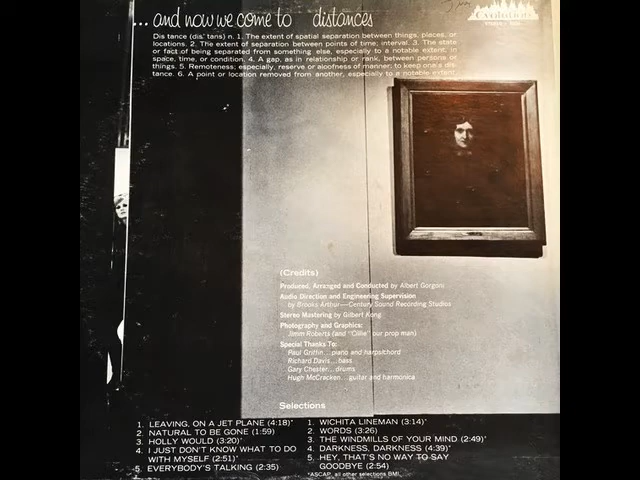 ... and now we come to distances
Evolution
Dis tance (dis' tans) n. 1. The extent of spatial separation between things, places, or
locations. 2. The extent of separation between points of time; interval. 3. The state
or fact of being separated from something else, especially to a notable extent, in
space, time, or condition. 4. A gap, as in relationship or rank, between persons or
things. 5. Remoteness; especially, reserve or aloofness of manner: to keep one's dis-
tance. 6. A point or location removed from another, especially to a notable extent.
(Credits)
Produced, Arranged and Conducted by Albert Gorgoni
Audio Direction and Engineering Supervision
by Brooks Arthur—Century Sound Recording Studios
Stereo Mastering by Gilbert Kong
Photography and Graphics:
Jimm Roberts (and "Ollie" our prop man)
Special Thanks To:
Paul Griffin...piano and harpsichord
Richard Davis...bass
Gary Chester...drums
Hugh McCracken...guitar and harmonica
Selections
1. LEAVING, ON A JET PLANE (4:18)*
2. NATURAL TO BE GONE (1:59)
3. HOLLY WOULD (3:20)*
4. I JUST DON'T KNOW WHAT TO DO
WITH MYSELF (2:51)*
5. EVERYBODY'S TALKING (2:35)
1. WICHITA LINEMAN (3:14)*
2. WORDS (3:26)
3. THE WINDMILLS OF YOUR MIND (2:49)*
4. DARKNESS, DARKNESS (4:39)*
5. HEY, THAT'S NO WAY TO SAY
GOODBYE (2:54)
*ASCAP, all other selections BMI